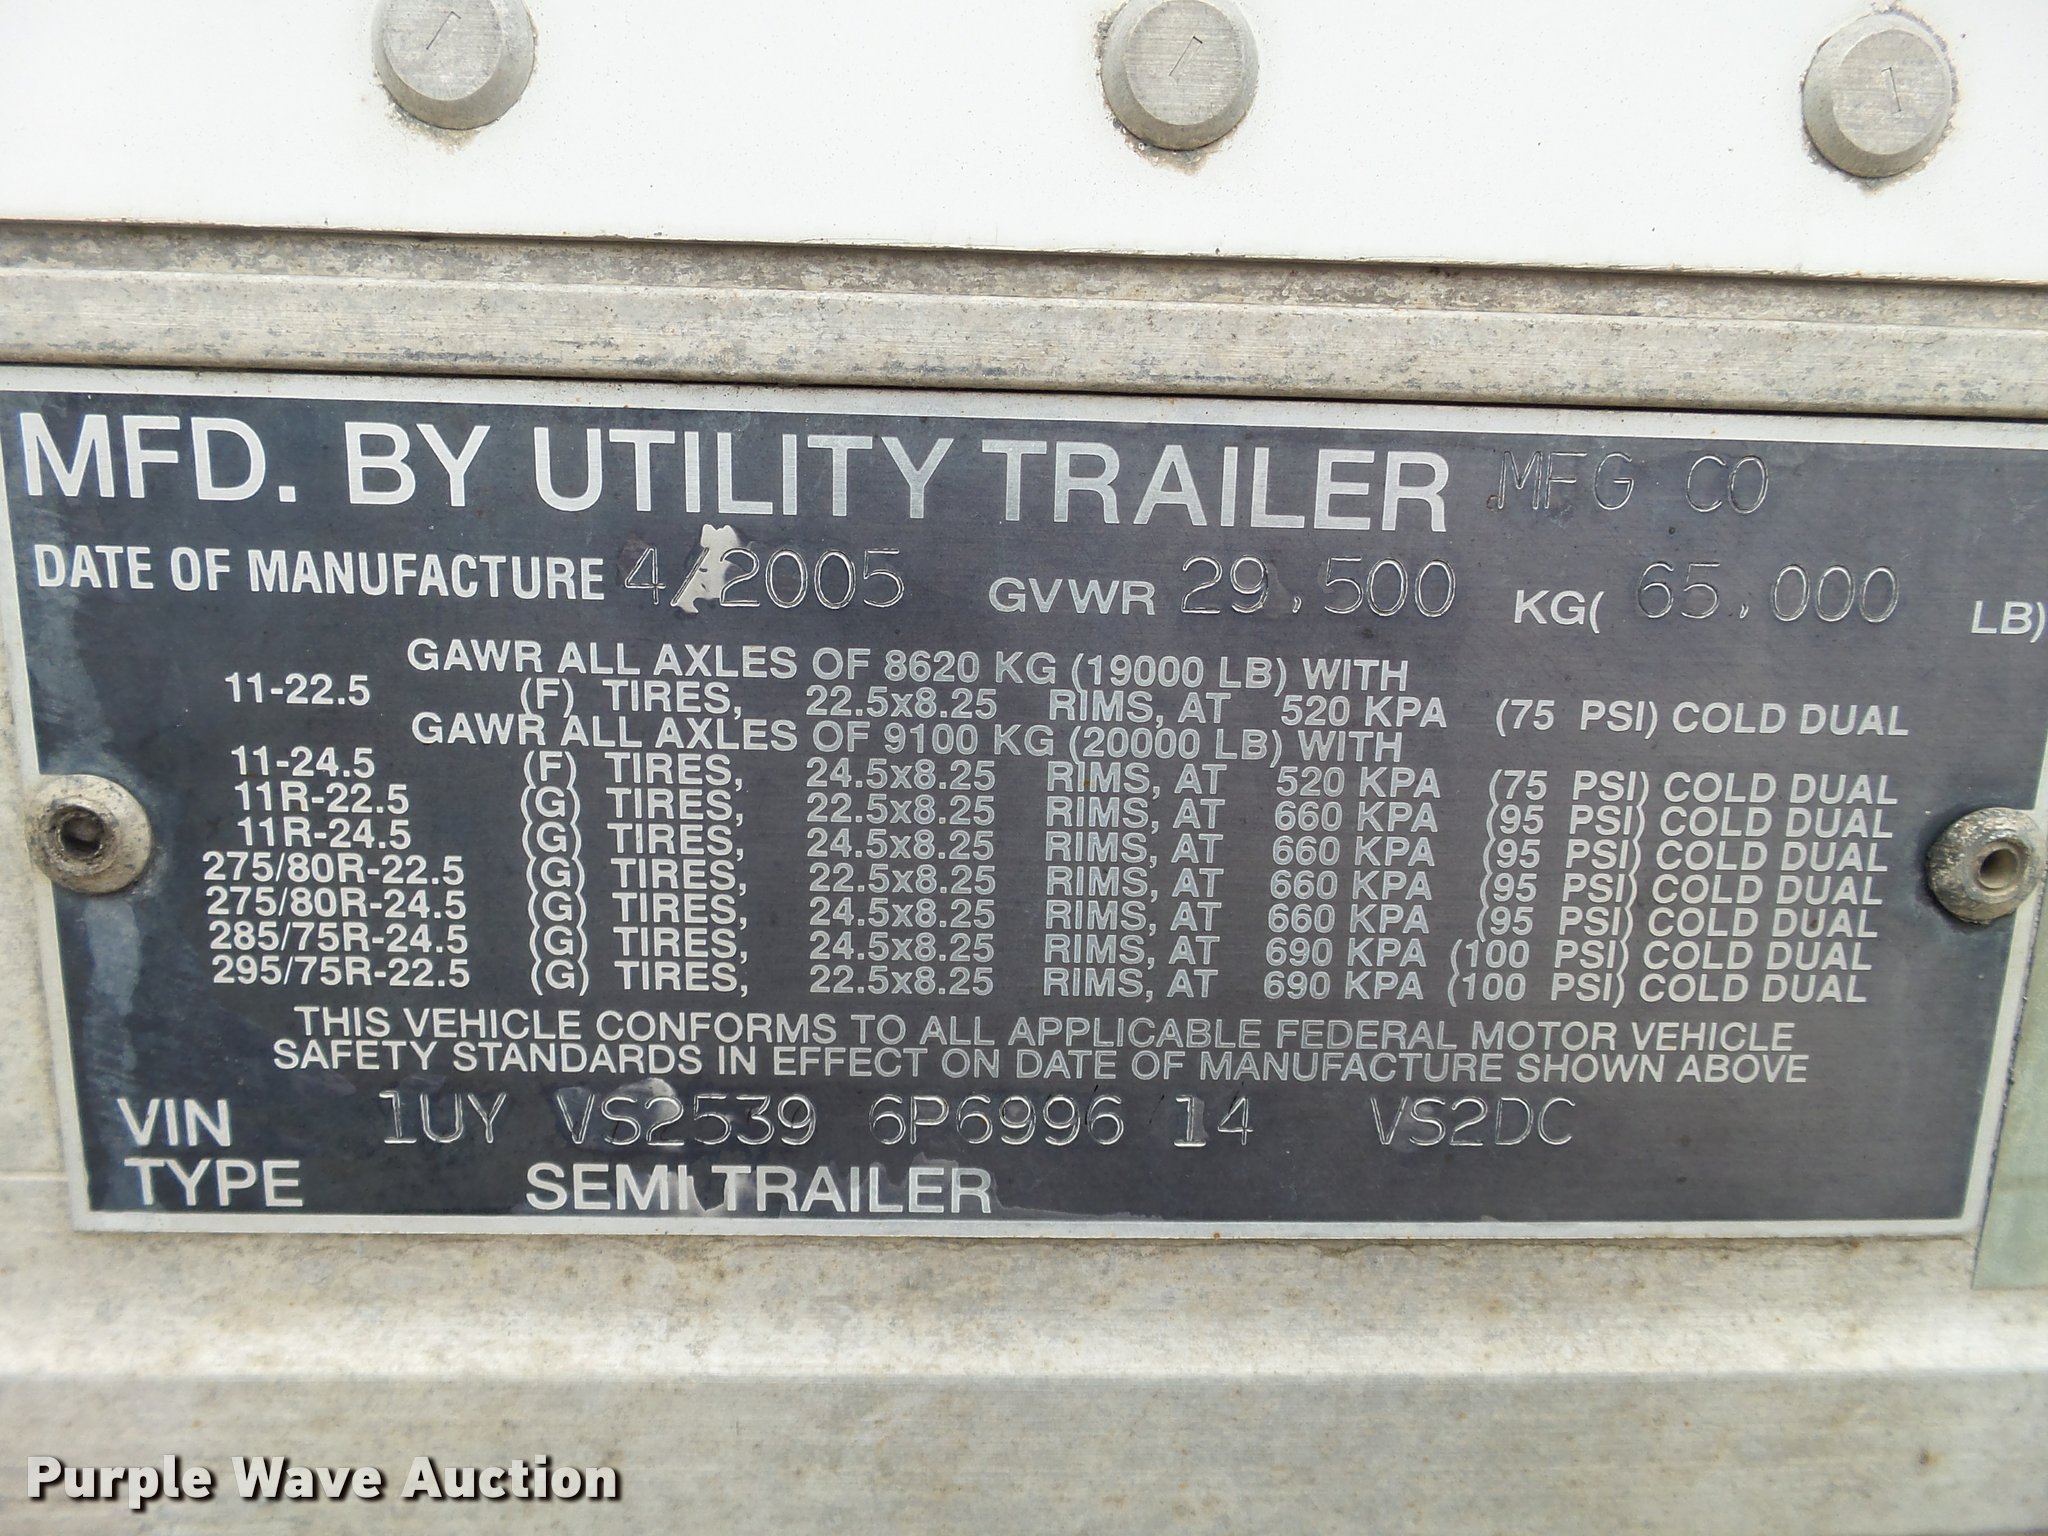 MFD. BY UTILITY TRAILER MFG CO
DATE OF MANUFACTURE 4/2005 GVWR 29,500 KG( 65,000 LB)
GAWR ALL AXLES OF 8620 KG (19000 LB) WITH
11-22.5 (F) TIRES, 22.5x8.25 RIMS, AT 520 KPA (75 PSI) COLD DUAL
GAWR ALL AXLES OF 9100 KG (20000 LB) WITH
11-24.5 (F) TIRES, 24.5x8.25 RIMS, AT 520 KPA (75 PSI) COLD DUAL
11R-22.5 (G) TIRES, 22.5x8.25 RIMS, AT 660 KPA (95 PSI) COLD DUAL
11R-24.5 (G) TIRES, 24.5x8.25 RIMS, AT 660 KPA (95 PSI) COLD DUAL
275/80R-22.5 (G) TIRES, 22.5x8.25 RIMS, AT 660 KPA (95 PSI) COLD DUAL
275/80R-24.5 (G) TIRES, 24.5x8.25 RIMS, AT 660 KPA (95 PSI) COLD DUAL
285/75R-24.5 (G) TIRES, 24.5x8.25 RIMS, AT 690 KPA (100 PSI) COLD DUAL
295/75R-22.5 (G) TIRES, 22.5x8.25 RIMS, AT 690 KPA (100 PSI) COLD DUAL
THIS VEHICLE CONFORMS TO ALL APPLICABLE FEDERAL MOTOR VEHICLE
SAFETY STANDARDS IN EFFECT ON DATE OF MANUFACTURE SHOWN ABOVE
VIN 1UY VS2539 6P6996 14 VS2DC
TYPE SEMI TRAILER
Purple Wave Auction